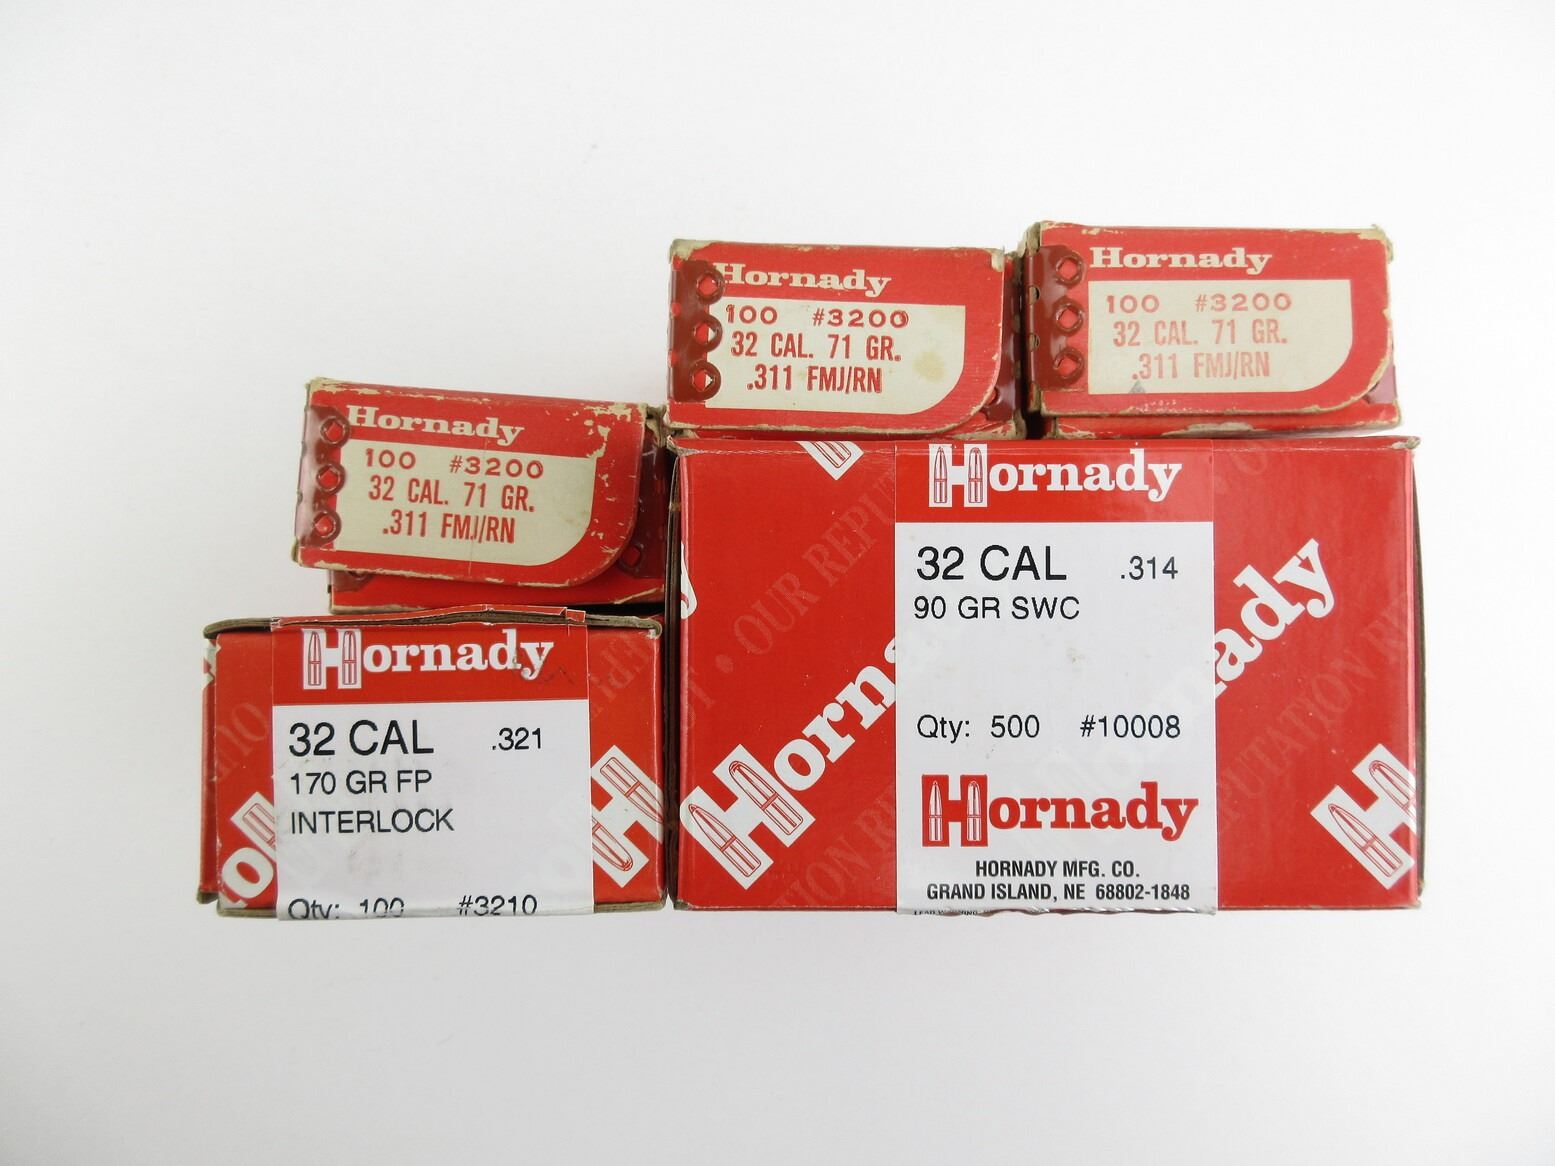 Hornady
100 #3200
32 CAL. 71 GR.
.311 FMJ/RN
Hornady
100 #3200
32 CAL. 71 GR.
.311 FMJ/RN
Hornady
100 #3200
32 CAL. 71 GR.
.311 FMJ/RN
Hornady
32 CAL .321
170 GR FP
INTERLOCK
Qty: 100 #3210
Hornady
32 CAL .314
90 GR SWC
Qty: 500 #10008
Hornady
HORNADY MFG. CO.
GRAND ISLAND, NE 68802-1848